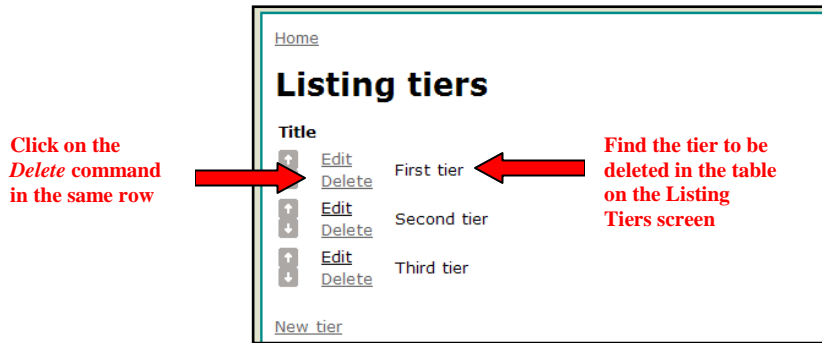 Home
Listing tiers
Title
Click on the
Delete command
in the same row
Edit
Delete
First tier
Find the tier to be
deleted in the table
on the Listing
Tiers screen
Edit
Delete
Second tier
Edit
Delete
Third tier
New tier